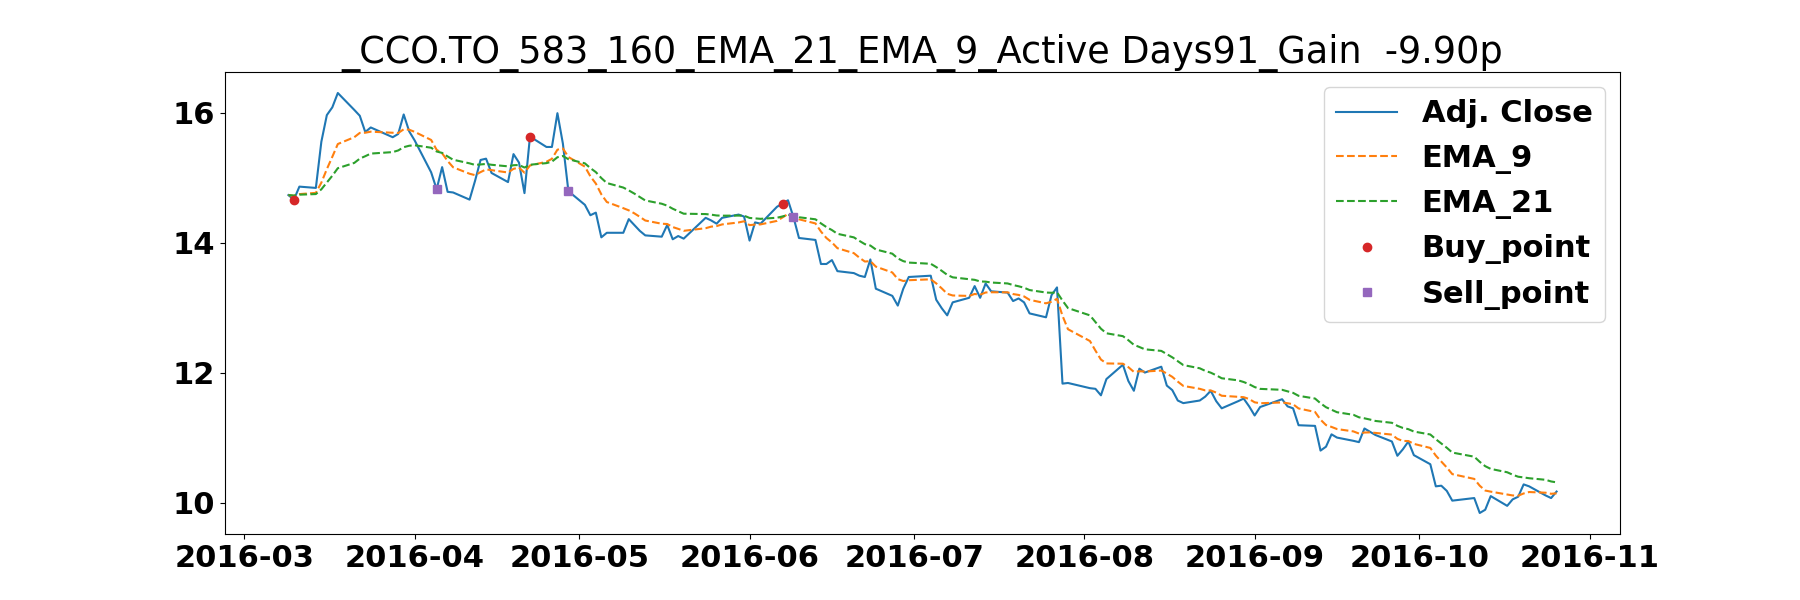 _CCO.TO_583_160_EMA_21_EMA_9_Active Days91_Gain  -9.90p
16
14
12
10
Adj. Close
EMA_9
EMA_21
Buy_point
Sell_point
2016-03 2016-04 2016-05 2016-06 2016-07 2016-08 2016-09 2016-10 2016-11